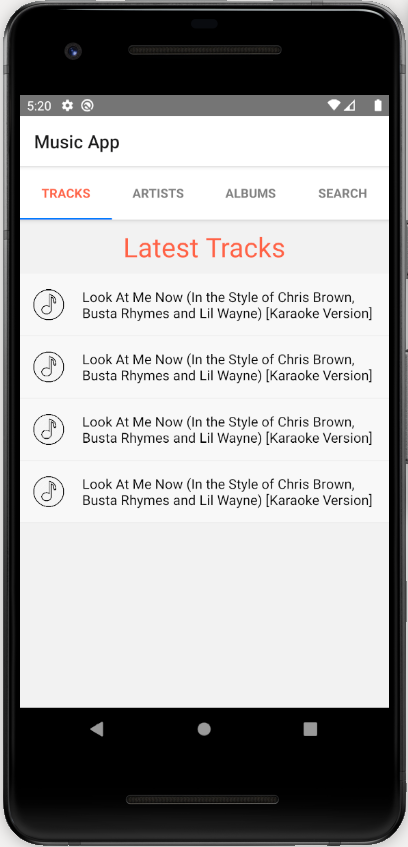 5:20
Music App
TRACKS
ARTISTS
ALBUMS
SEARCH
Latest Tracks
Look At Me Now (In the Style of Chris Brown,
Busta Rhymes and Lil Wayne) [Karaoke Version]
Look At Me Now (In the Style of Chris Brown,
Busta Rhymes and Lil Wayne) [Karaoke Version]
Look At Me Now (In the Style of Chris Brown,
Busta Rhymes and Lil Wayne) [Karaoke Version]
Look At Me Now (In the Style of Chris Brown,
Busta Rhymes and Lil Wayne) [Karaoke Version]